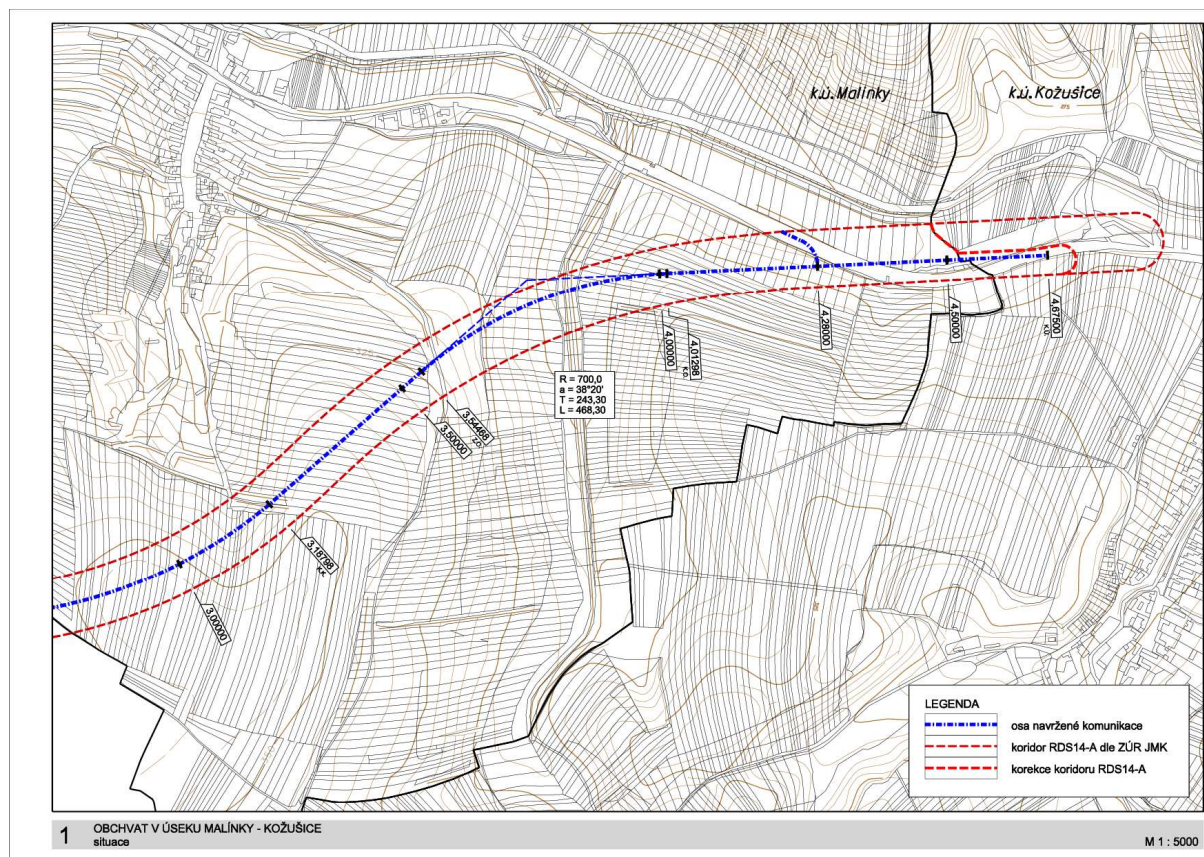 k.ú. Malínky
k.ú. Kožušice
275
4,28000
4,50000
4,67500
K.Ú.
4,00000
4,01298
K.O.
R = 700,0
a = 38°20'
T = 243,30
L = 468,30
3,54468
Z.O.
3,50000
3,18798
K.K.
3,00000
LEGENDA
osa navržené komunikace
koridor RDS14-A dle ZÚR JMK
korekce koridoru RDS14-A
1
OBCHVAT V ÚSEKU MALÍNKY - KOŽUŠICE
situace
M 1 : 5000